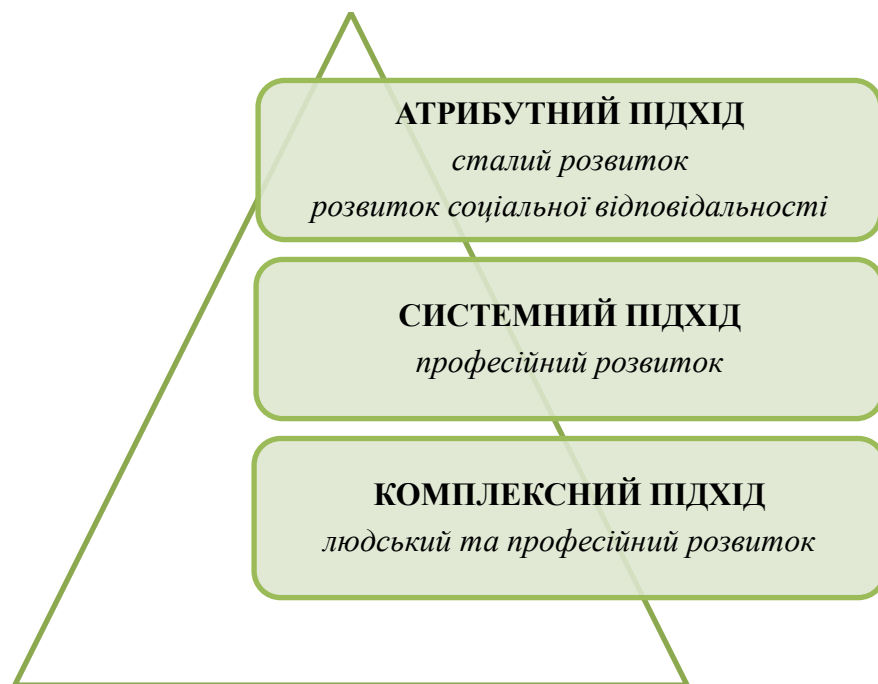 АТРИБУТНИЙ ПІДХІД
сталий розвиток
розвиток соціальної відповідальності
СИСТЕМНИЙ ПІДХІД
професійний розвиток
КОМПЛЕКСНИЙ ПІДХІД
людський та професійний розвиток